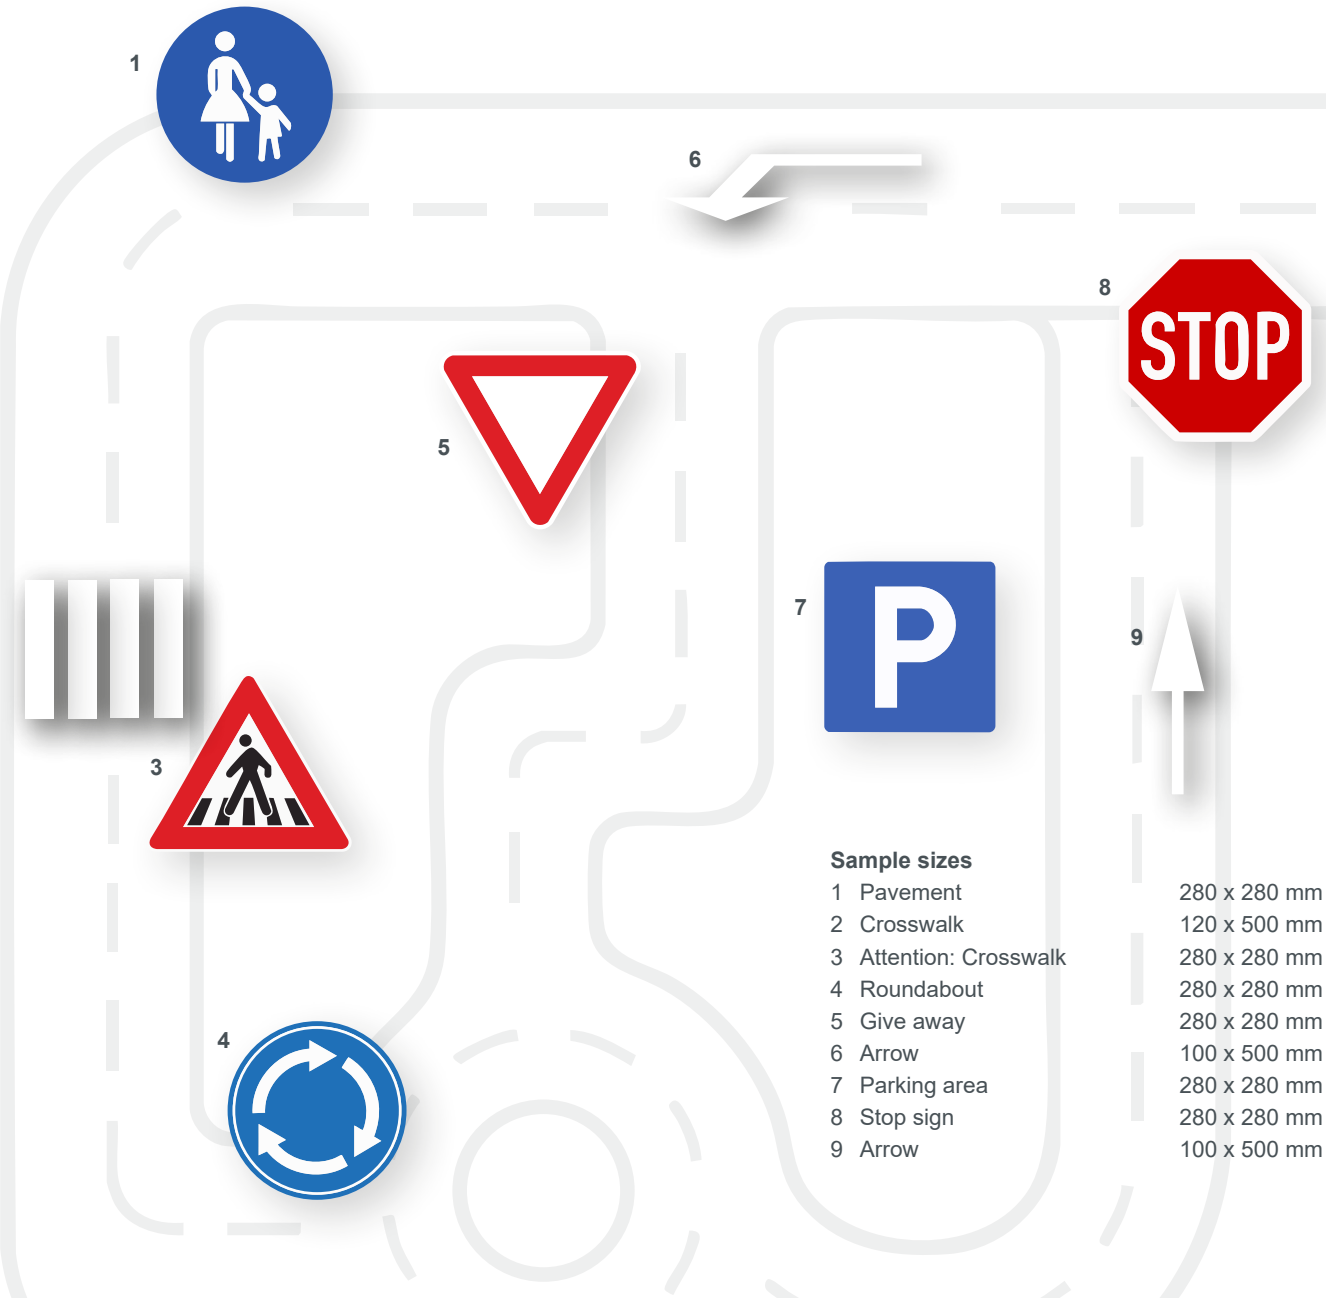 1
6
8
STOP
5
7
P
9
3
4
Sample sizes
1 Pavement 280 x 280 mm
2 Crosswalk 120 x 500 mm
3 Attention: Crosswalk 280 x 280 mm
4 Roundabout 280 x 280 mm
5 Give away 280 x 280 mm
6 Arrow 100 x 500 mm
7 Parking area 280 x 280 mm
8 Stop sign 280 x 280 mm
9 Arrow 100 x 500 mm